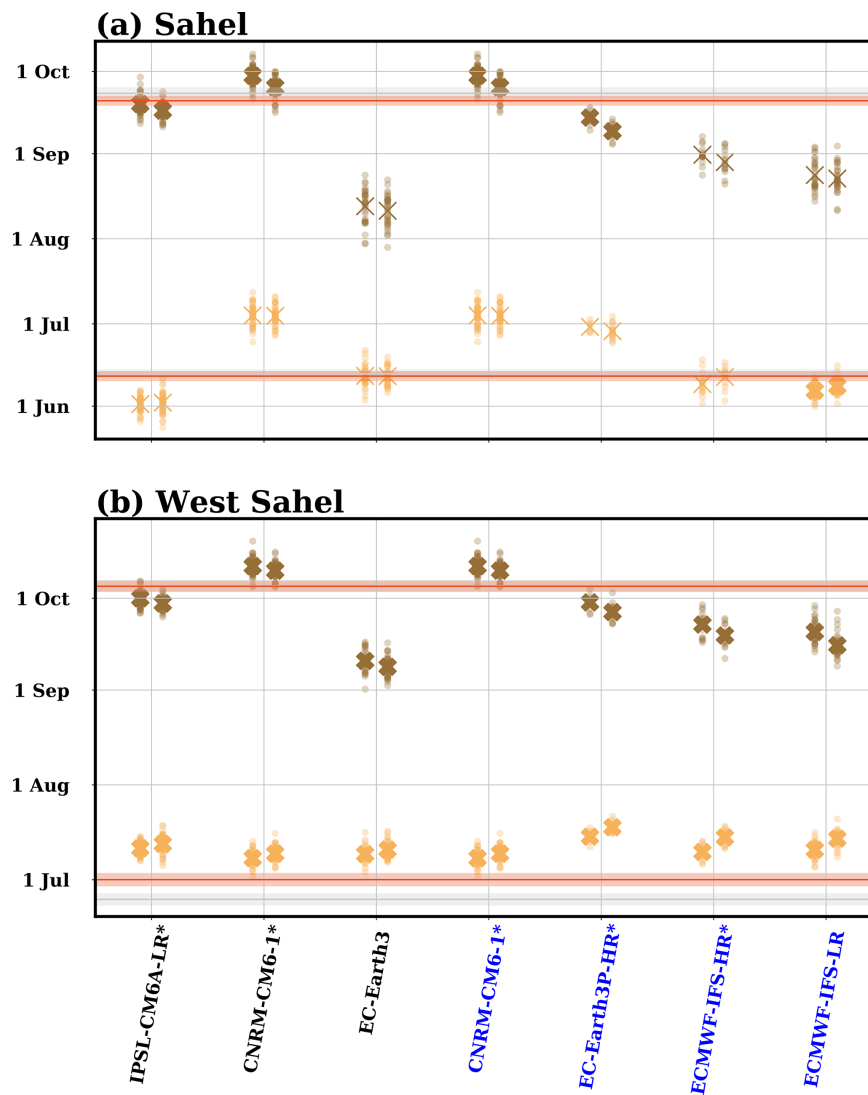 (a) Sahel
1 Oct
1 Sep
1 Aug
1 Jul
1 Jun
(b) West Sahel
1 Oct
1 Sep
1 Aug
1 Jul
IPSL-CM6A-LR*
CNRM-CM6-1*
EC-Earth3
CNRM-CM6-1*
EC-Earth3P-HR*
ECMWF-IFS-HR*
ECMWF-IFS-LR